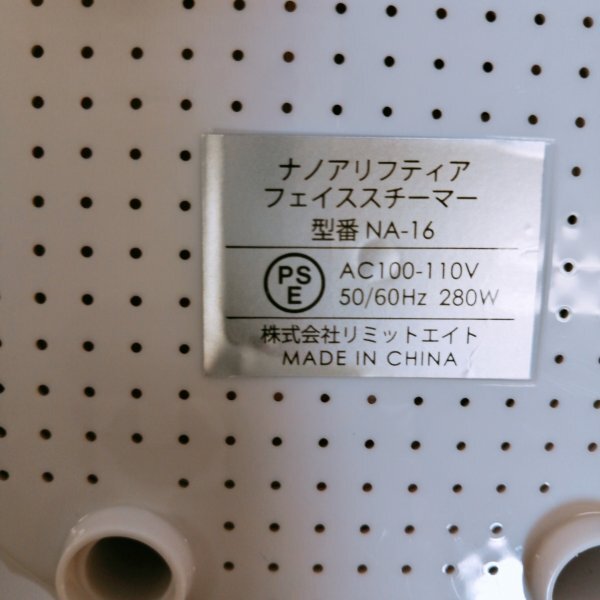 ナノアリフティア
フェイススチーマー
型番 NA-16
PS
E
AC100-110V
50/60Hz 280W
株式会社リミットエイト
MADE IN CHINA